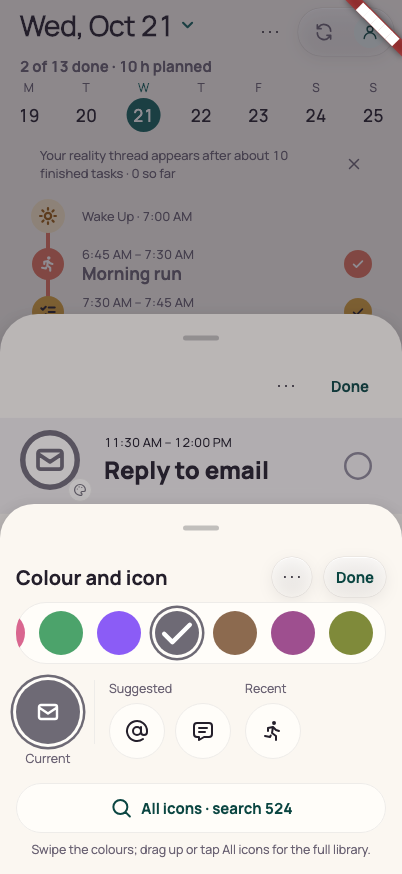 Wed, Oct 21
2 of 13 done · 10 h planned
M T W T F S S
19 20 21 22 23 24 25
Your reality thread appears after about 10
finished tasks · 0 so far
Wake Up · 7:00 AM
6:45 AM – 7:30 AM
Morning run
7:30 AM – 7:45 AM
Done
11:30 AM – 12:00 PM
Reply to email
Colour and icon
Done
Suggested Recent
Current
All icons · search 524
Swipe the colours; drag up or tap All icons for the full library.